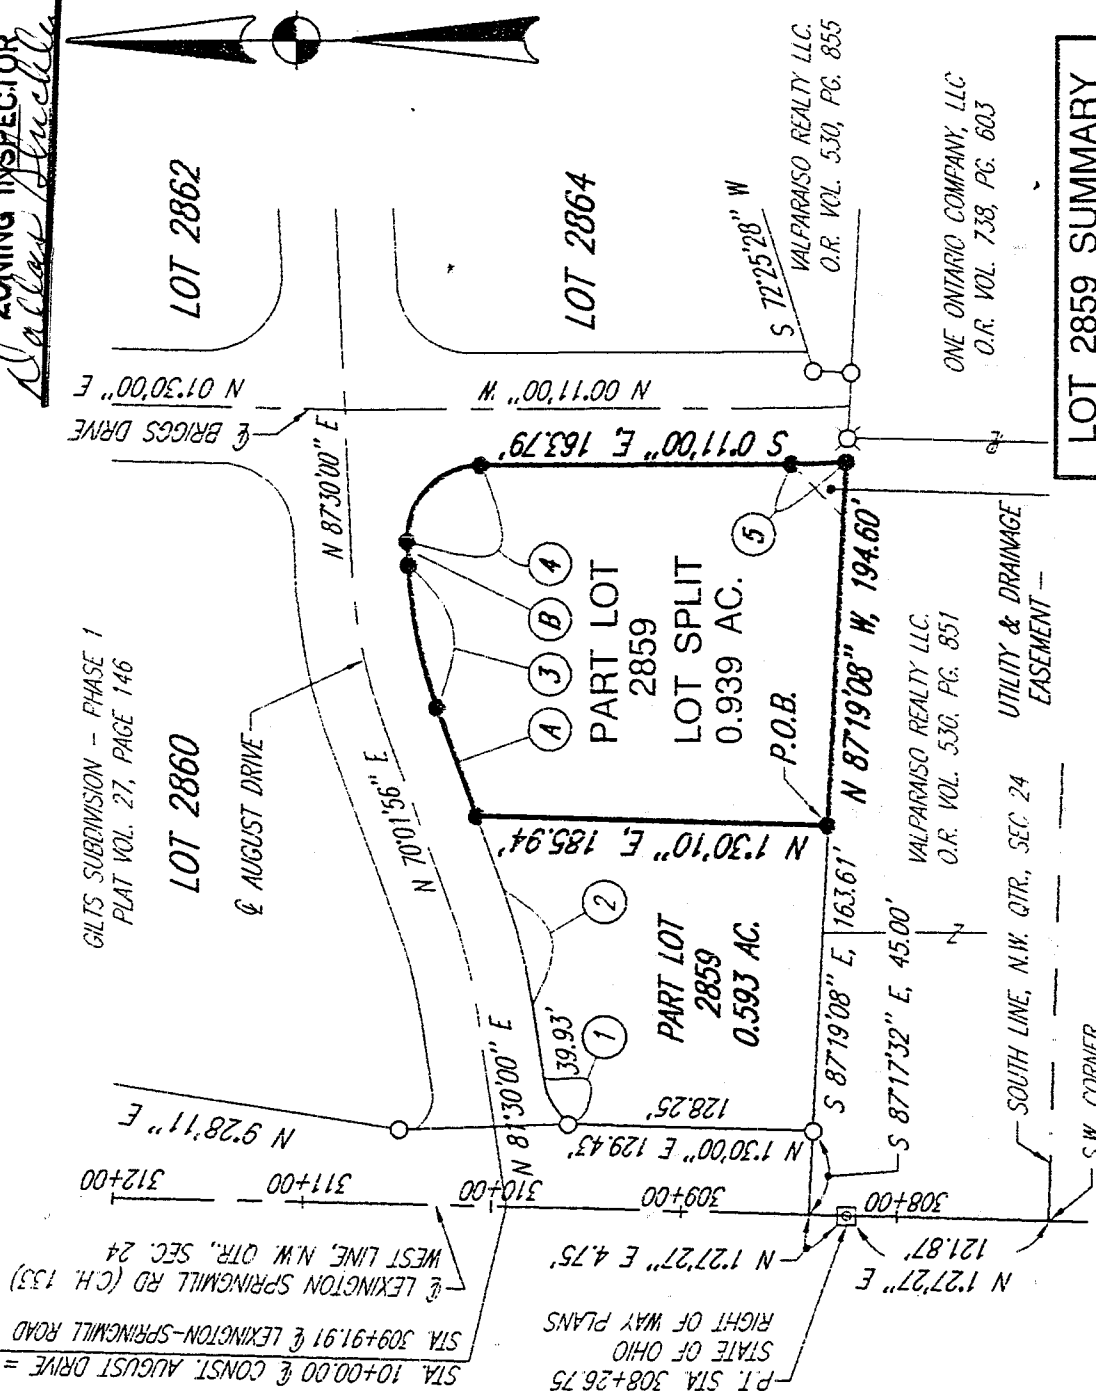 ZONING INSPECTOR
LOT 2862
LOT 2864
VALPARAISO REALTY LLC.
O.R. VOL. 530, PG. 855
S 72°25'28" W
ONE ONTARIO COMPANY, LLC
O.R. VOL. 738, PG. 603
LOT 2859 SUMMARY
N 01°30'00" E
℄ BRIGGS DRIVE
N 00°11'00" W
N 87°30'00" E
S 0°11'00" E, 163.79'
GILTS SUBDIVISION - PHASE 1
PLAT VOL. 27, PAGE 146
LOT 2860
℄ AUGUST DRIVE
N 70°01'56" E
4
B
3
A
5
PART LOT
2859
LOT SPLIT
0.939 AC.
P.O.B.
N 87°19'08" W, 194.60'
UTILITY & DRAINAGE
EASEMENT
VALPARAISO REALTY LLC.
O.R. VOL. 530, PG. 851
N 1°30'10" E, 185.94'
2
PART LOT
2859
0.593 AC.
39.93'
1
N 81°30'00" E
S 87°19'08" E, 163.61'
S 87°17'32" E, 45.00'
SOUTH LINE, N.W. QTR., SEC 24
S.W. CORNER
N 9°28'11" E
128.25'
N 1°30'00" E 129.43'
312+00
311+00
310+00
309+00
308+00
℄ LEXINGTON SPRINGMILL RD (C.H. 133)
WEST LINE, N.W. QTR., SEC. 24
N 1°27'27" E 4.75'
N 1°27'27" E
121.87'
STA. 10+00.00 ℄ CONST. AUGUST DRIVE =
STA. 309+91.91 ℄ LEXINGTON-SPRINGMILL ROAD
P.T. STA. 308+26.75
STATE OF OHIO
RIGHT OF WAY PLANS